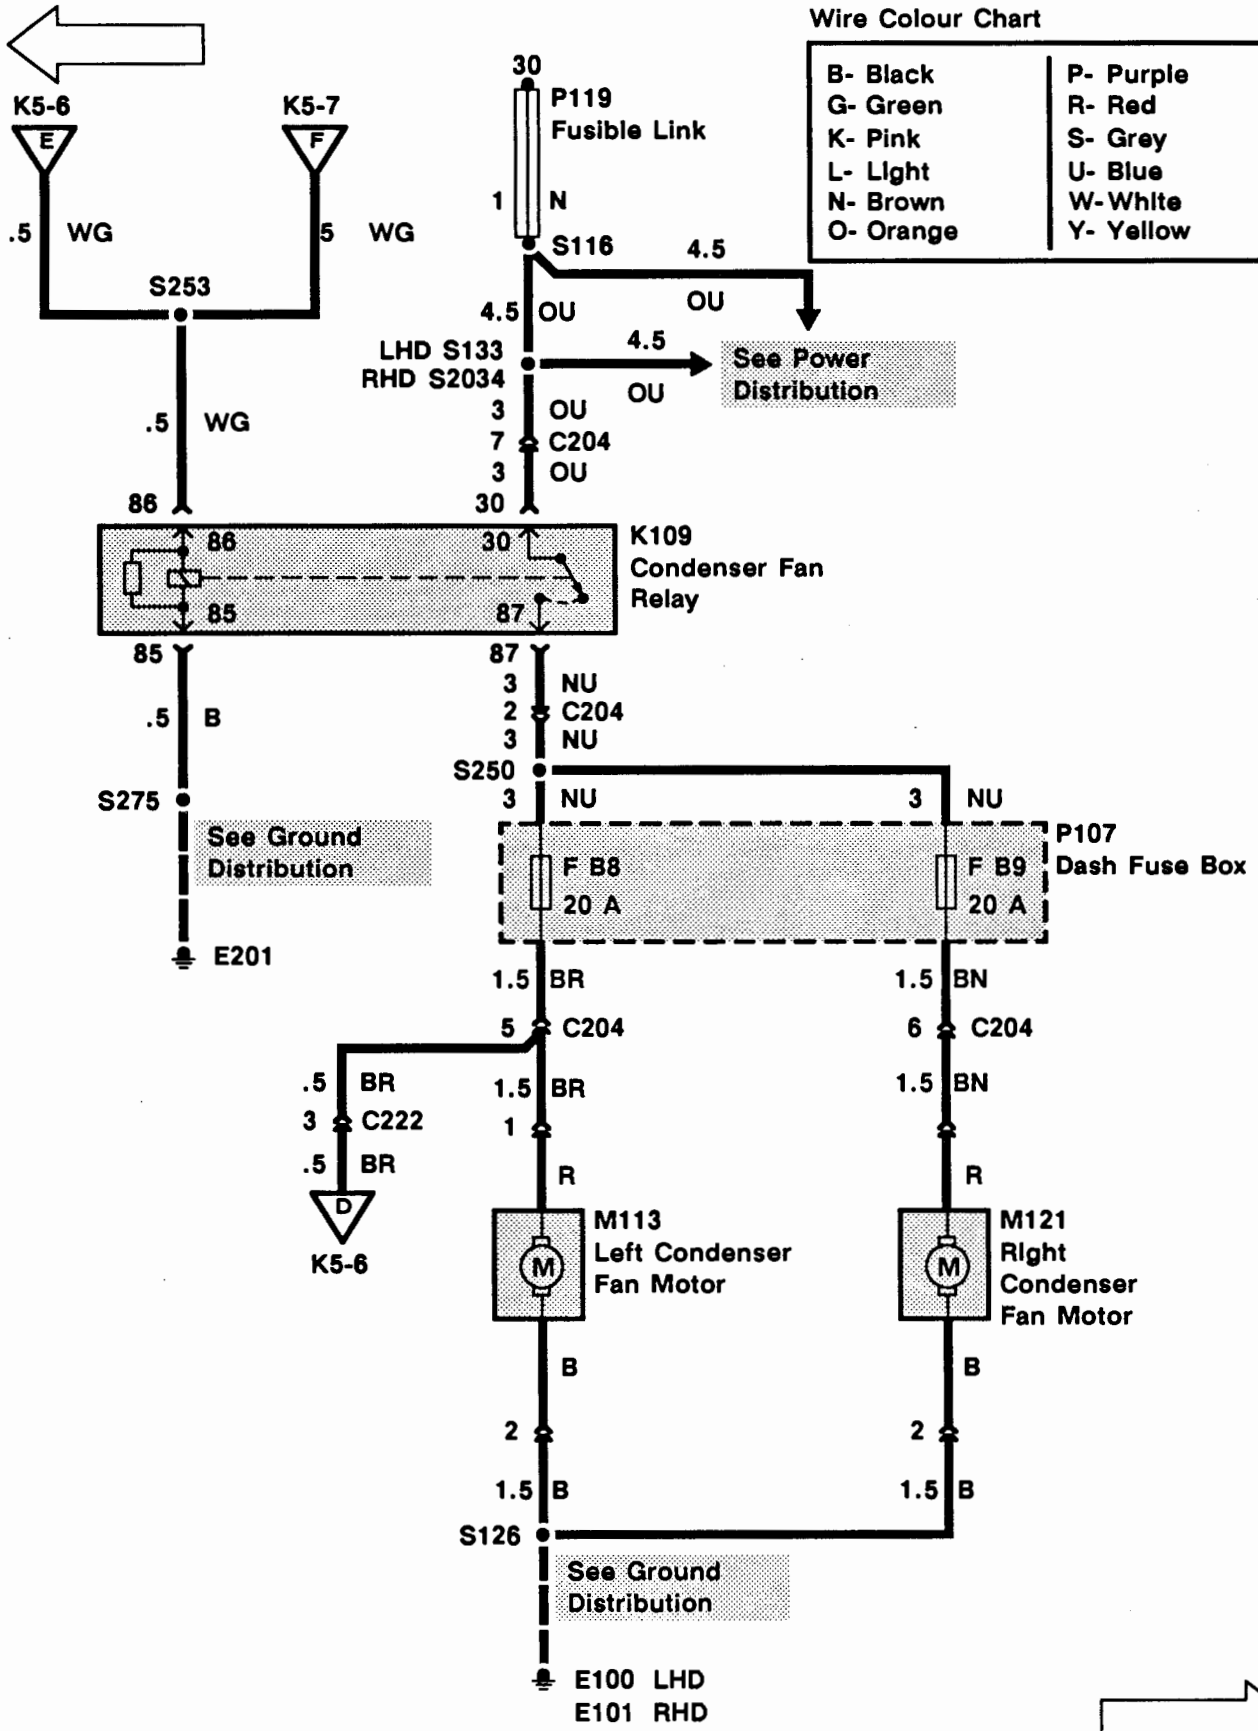 Wire Colour Chart
B- Black
G- Green
K- Pink
L- Light
N- Brown
O- Orange
P- Purple
R- Red
S- Grey
U- Blue
W- White
Y- Yellow
K5-6
E
K5-7
F
30
P119
Fusible Link
1 N
.5 WG
5 WG
S116
4.5
OU
S253
4.5 OU
LHD S133
RHD S2034
4.5
OU
See Power
Distribution
3 OU
7 C204
3 OU
.5 WG
86
30
86
30
K109
Condenser Fan
Relay
85
87
85
87
3 NU
2 C204
3 NU
.5 B
S250
3 NU
3 NU
S275
See Ground
Distribution
P107
Dash Fuse Box
F B8
20 A
F B9
20 A
E201
1.5 BR
1.5 BN
5 C204
6 C204
.5 BR
1.5 BR
1.5 BN
3 C222
1
.5 BR
R
R
D
K5-6
M113
Left Condenser
Fan Motor
M
M121
Right
Condenser
Fan Motor
M
B
B
2
2
1.5 B
1.5 B
S126
See Ground
Distribution
E100 LHD
E101 RHD